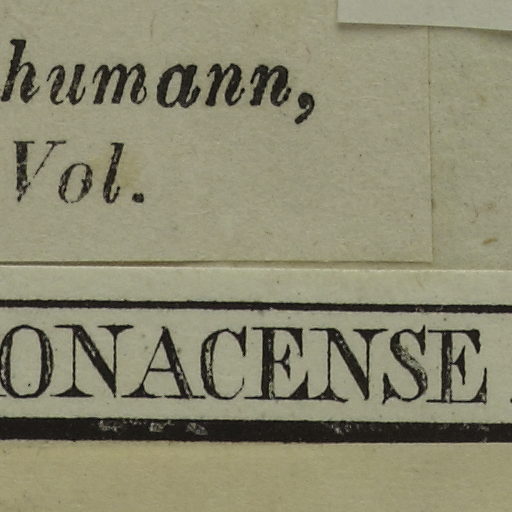 humann,
Vol.
ONACENSE